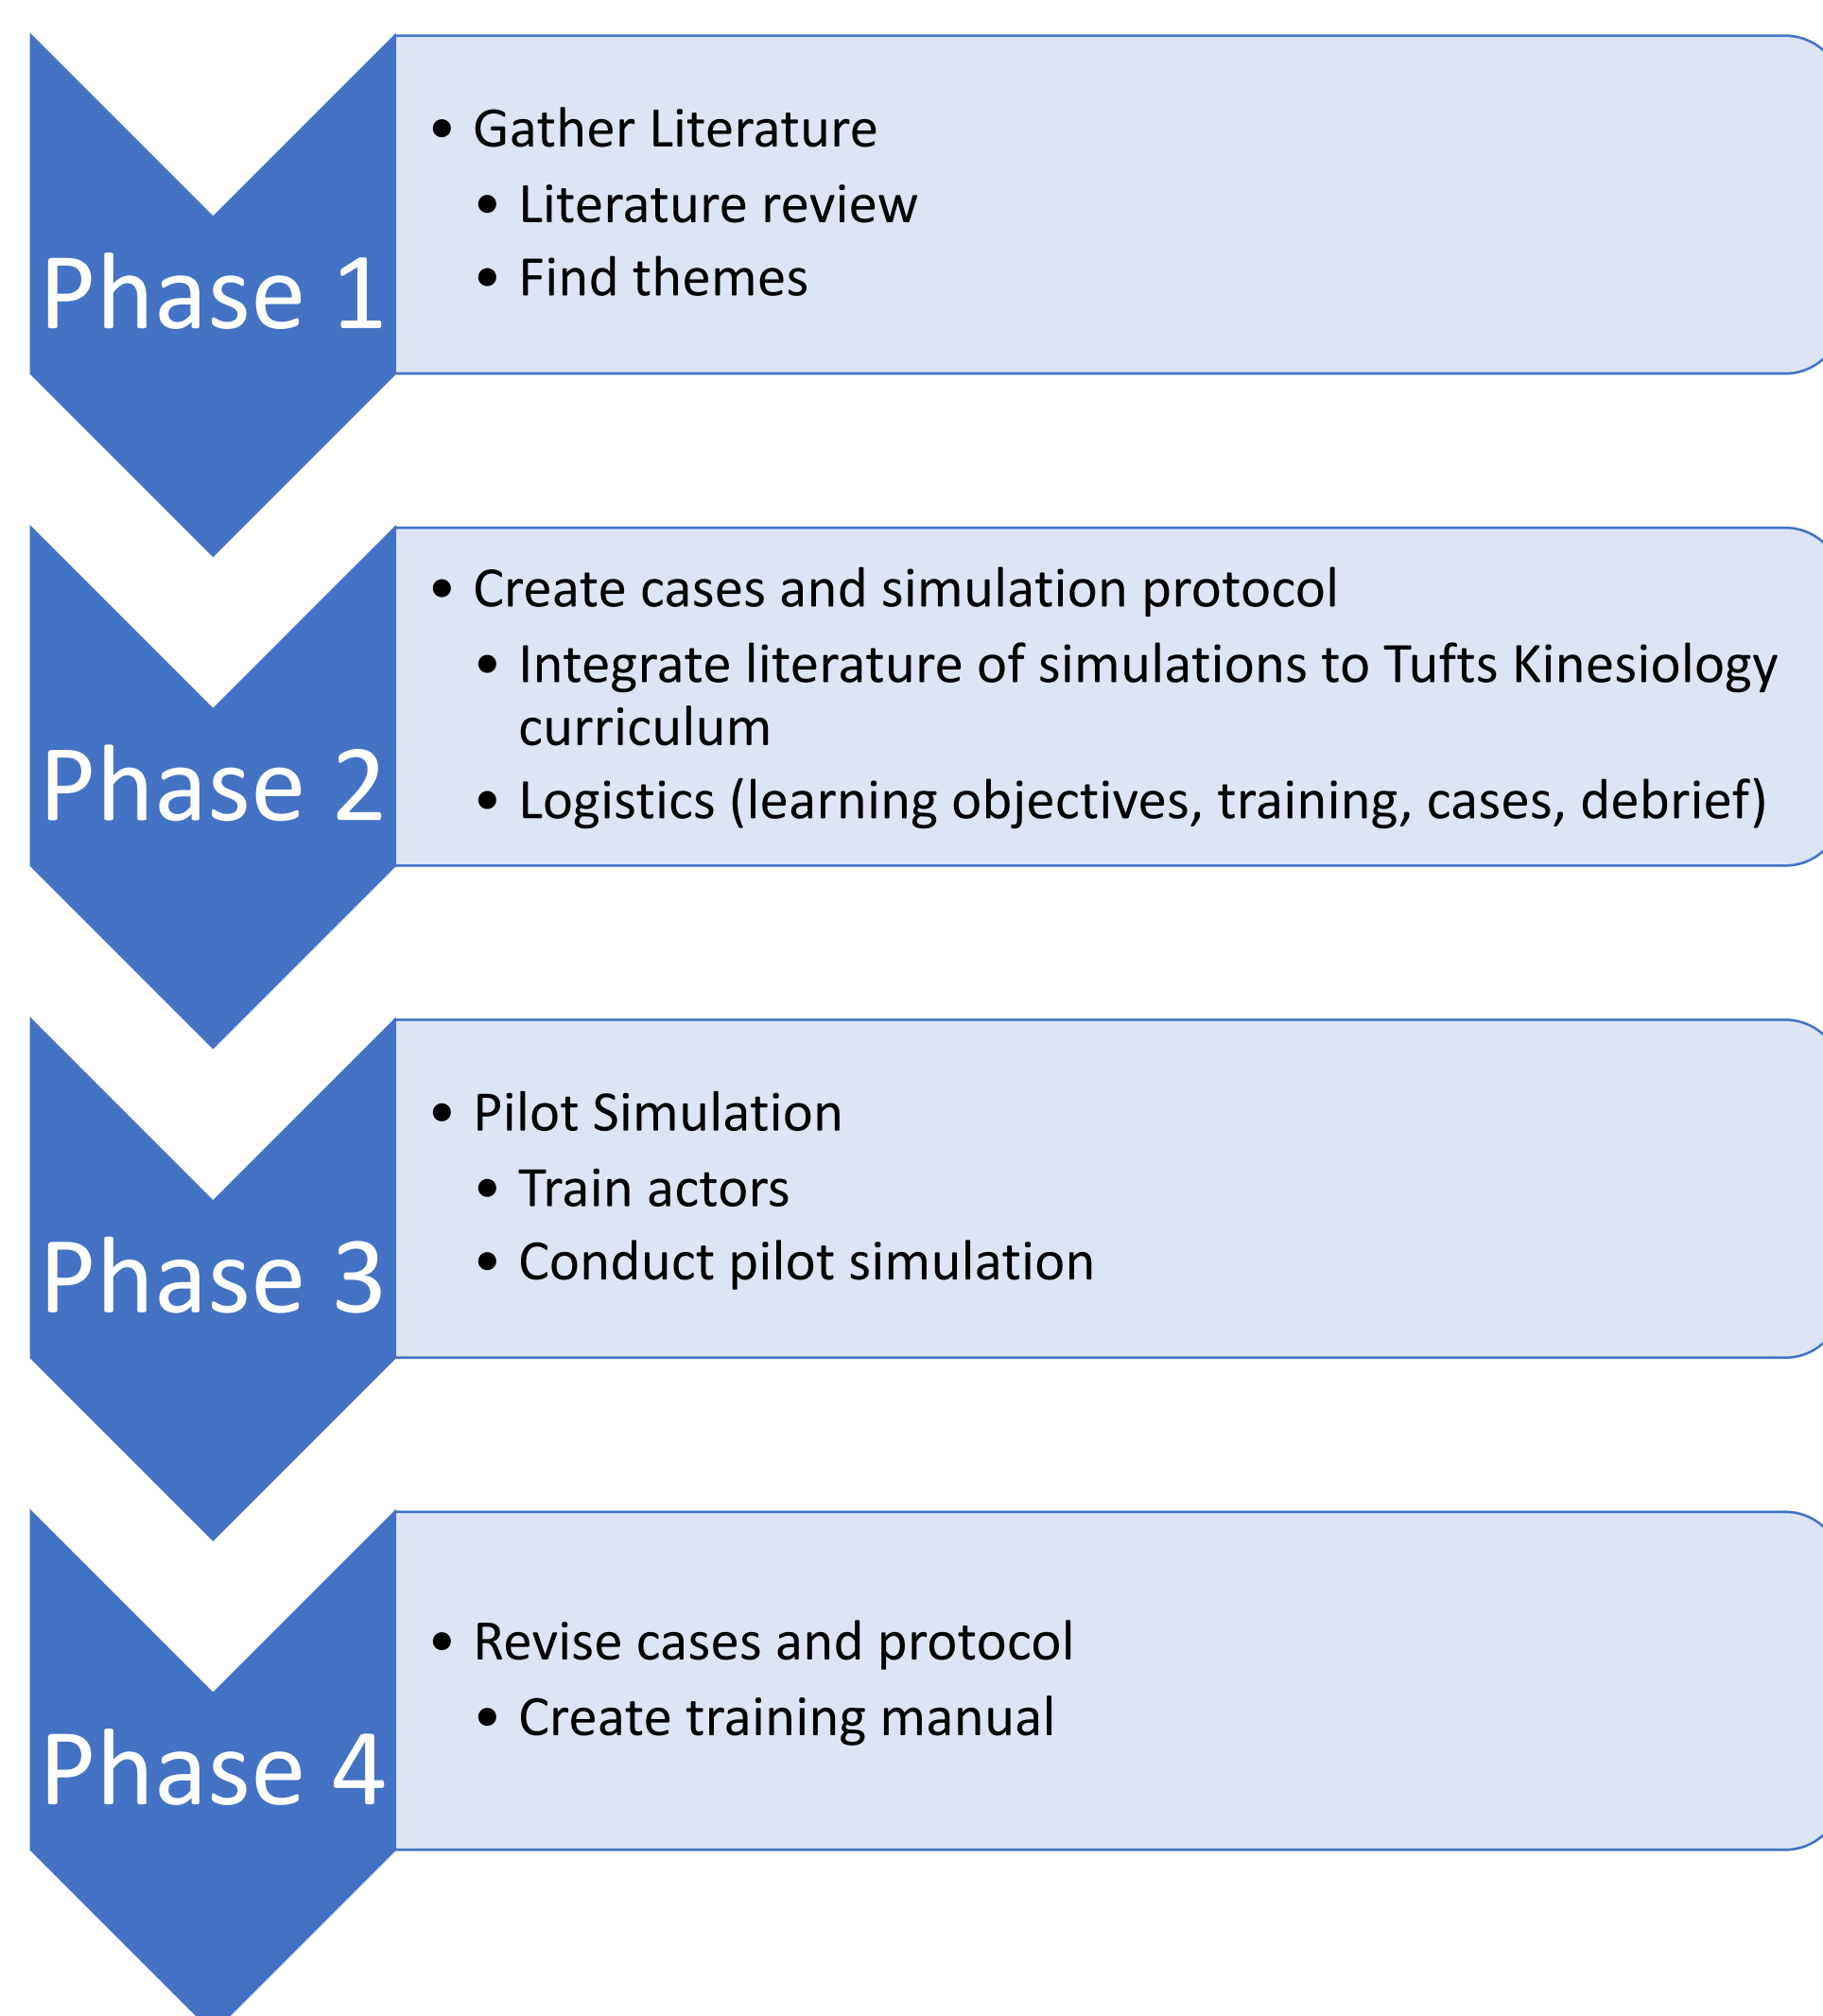 Phase 1
• Gather Literature
• Literature review
• Find themes
Phase 2
• Create cases and simulation protocol
• Integrate literature of simulations to Tufts Kinesiology
curriculum
• Logistics (learning objectives, training, cases, debrief)
Phase 3
• Pilot Simulation
• Train actors
• Conduct pilot simulation
Phase 4
• Revise cases and protocol
• Create training manual